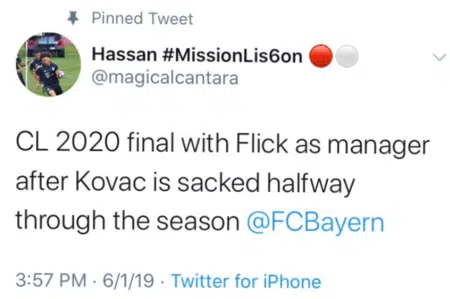 Pinned Tweet
Hassan #MissionLis6on 🔴⚪
@magicalcantara
CL 2020 final with Flick as manager
after Kovac is sacked halfway
through the season @FCBayern
3:57 PM · 6/1/19 · Twitter for iPhone